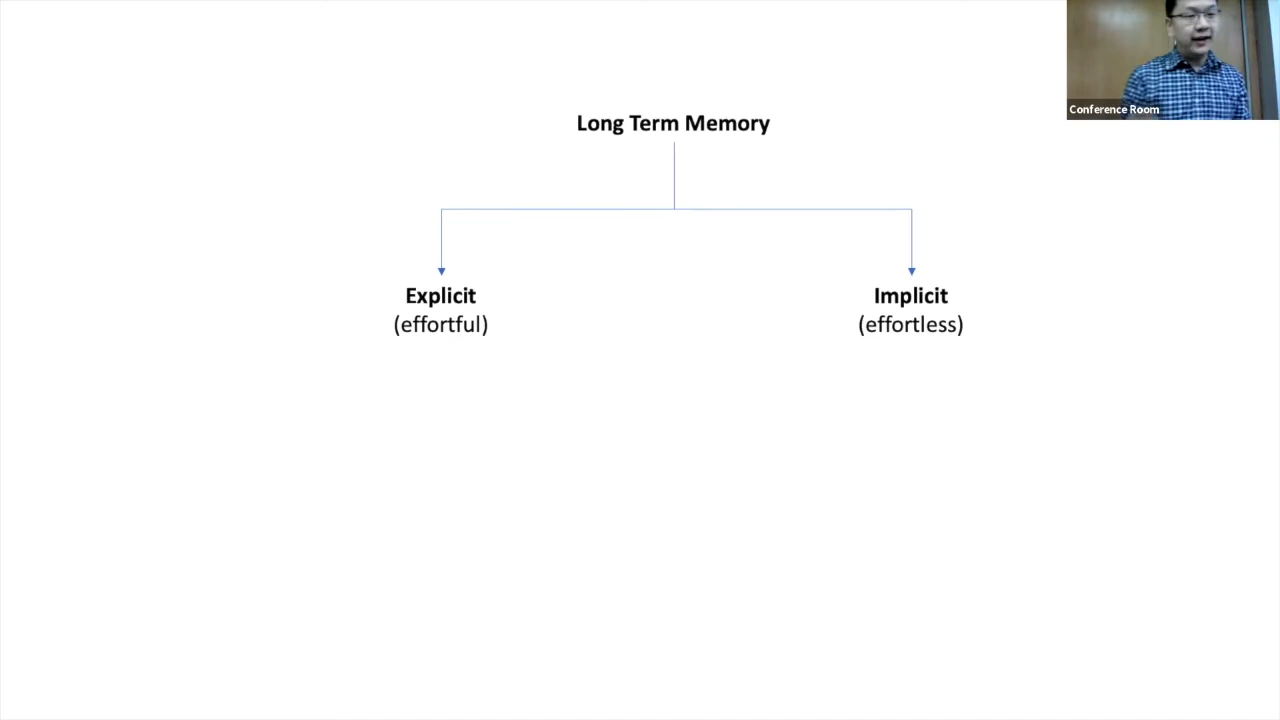 Conference Room
Long Term Memory
Explicit
(effortful)
Implicit
(effortless)